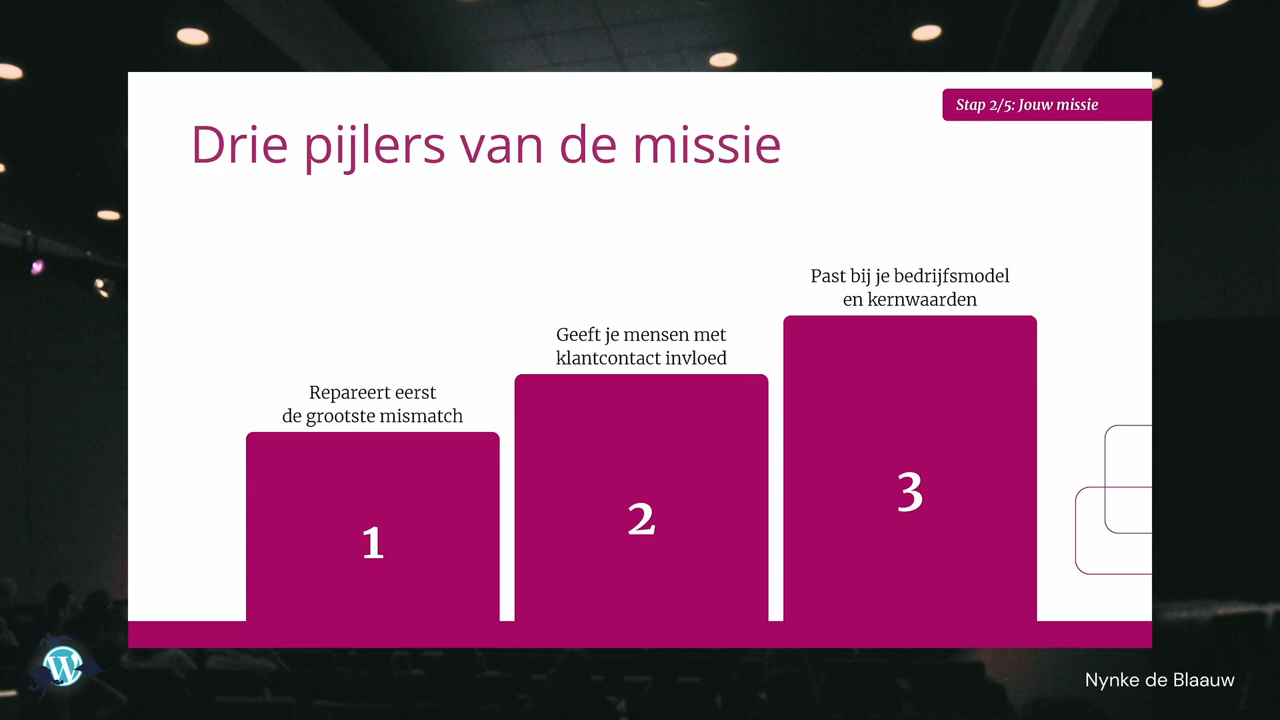 Stap 2/5: Jouw missie
Drie pijlers van de missie
Past bij je bedrijfsmodel
en kernwaarden
Geeft je mensen met
klantcontact invloed
Repareert eerst
de grootste mismatch
1
2
3
W
Nynke de Blaauw